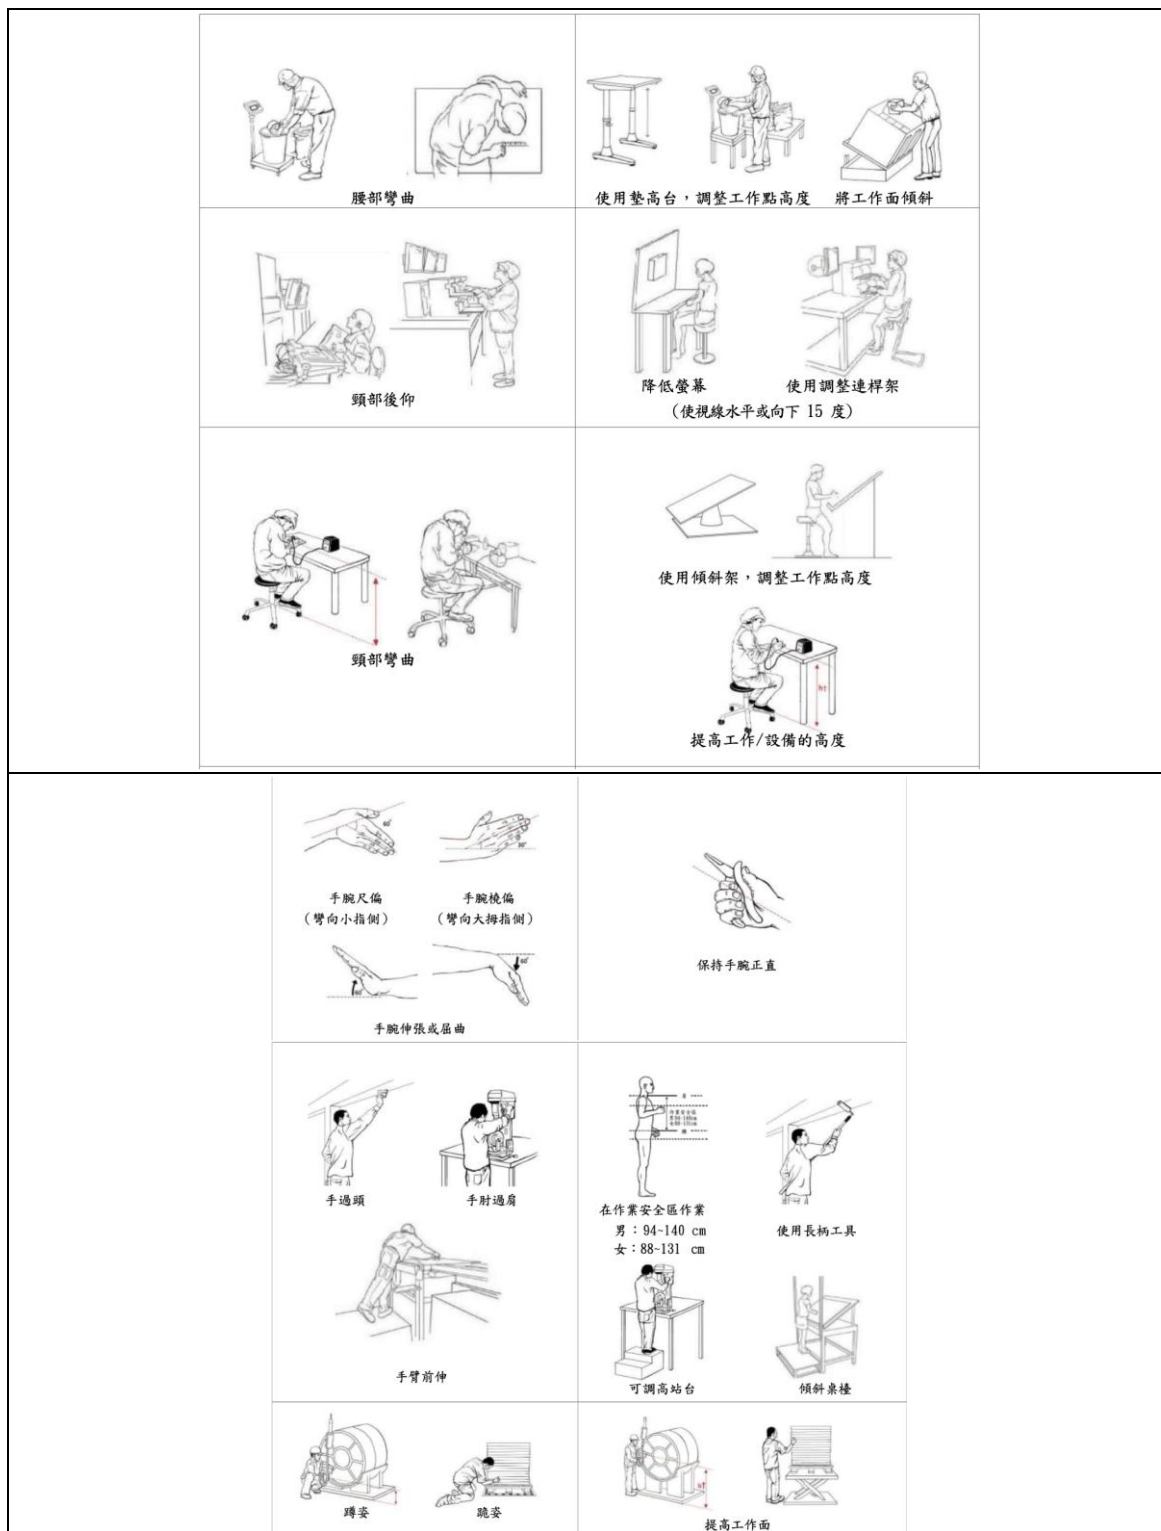 腰部彎曲
使用墊高台，調整工作點高度
將工作面傾斜
頸部後仰
降低螢幕
使用調整連桿架
（使視線水平或向下 15 度）
頸部彎曲
使用傾斜架，調整工作點高度
h↑
提高工作/設備的高度
手腕尺偏
（彎向小指側）
手腕橈偏
（彎向大拇指側）
60°
手腕伸張或屈曲
保持手腕正直
手過頭
手肘過肩
手臂前伸
在作業安全區作業
男：94~140 cm
女：88~131 cm
使用長柄工具
可調高站台
傾斜桌檯
蹲姿
跪姿
h↑
提高工作面